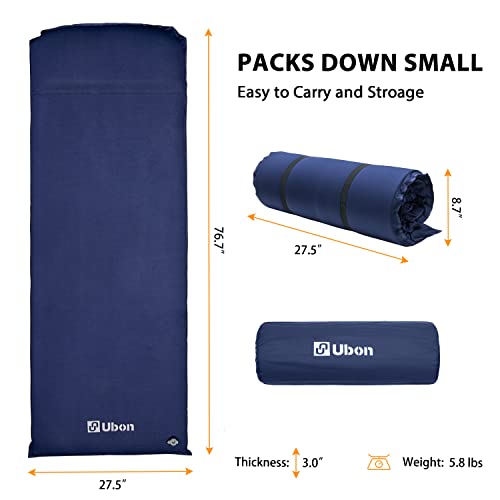 PACKS DOWN SMALL
Easy to Carry and Stroage
76.7"
8.7"
27.5"
Ubon
Ubon
27.5"
Thickness: 3.0"
Weight: 5.8 lbs